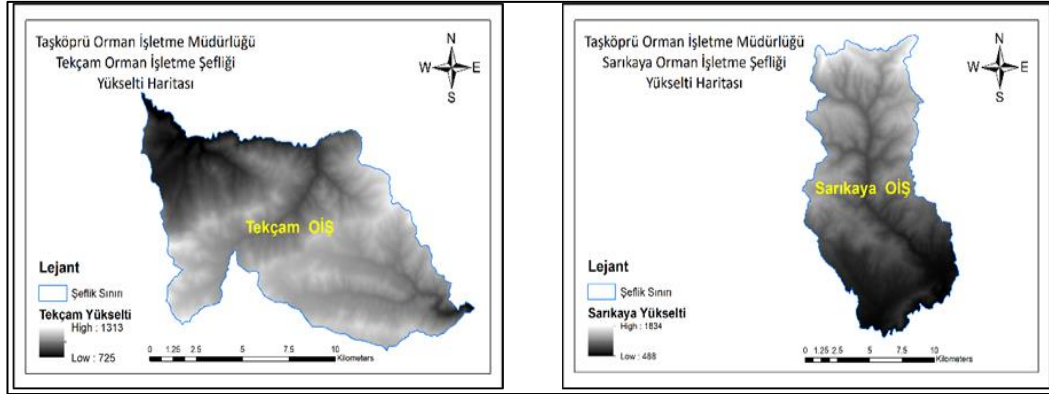 Taşköprü Orman İşletme Müdürlüğü
Tekçam Orman İşletme Şefliği
Yükselti Haritası
N
W E
S
Tekçam OİŞ
Lejant
Şeflik Sınırı
Tekçam Yükselti
High : 1313
Low : 725
0 1.25 2.5 5 7.5 10
Kilometers
Taşköprü Orman İşletme Müdürlüğü
Sarıkaya Orman İşletme Şefliği
Yükselti Haritası
N
W E
S
Sarıkaya OİŞ
Lejant
Şeflik Sınırı
Sarıkaya Yükselti
High : 1834
Low : 488
0 1.25 2.5 5 7.5 10
Kilometers